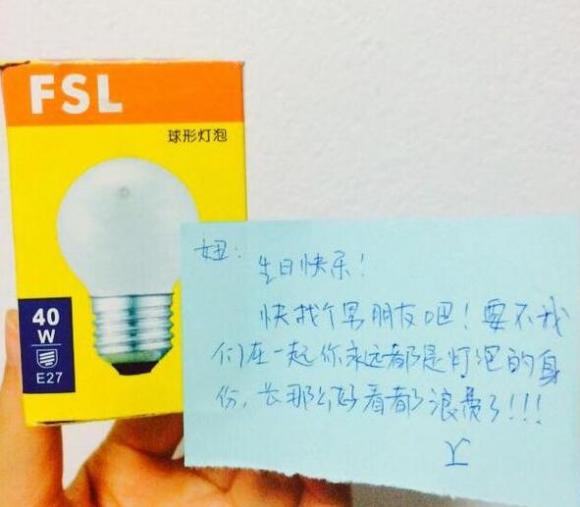 FSL
球形灯泡
40
W
E27
妞:
生日快乐!
快找个男朋友吧!要不我
们在一起你永远都是灯泡的身
份,长那么好看都浪费了!!!